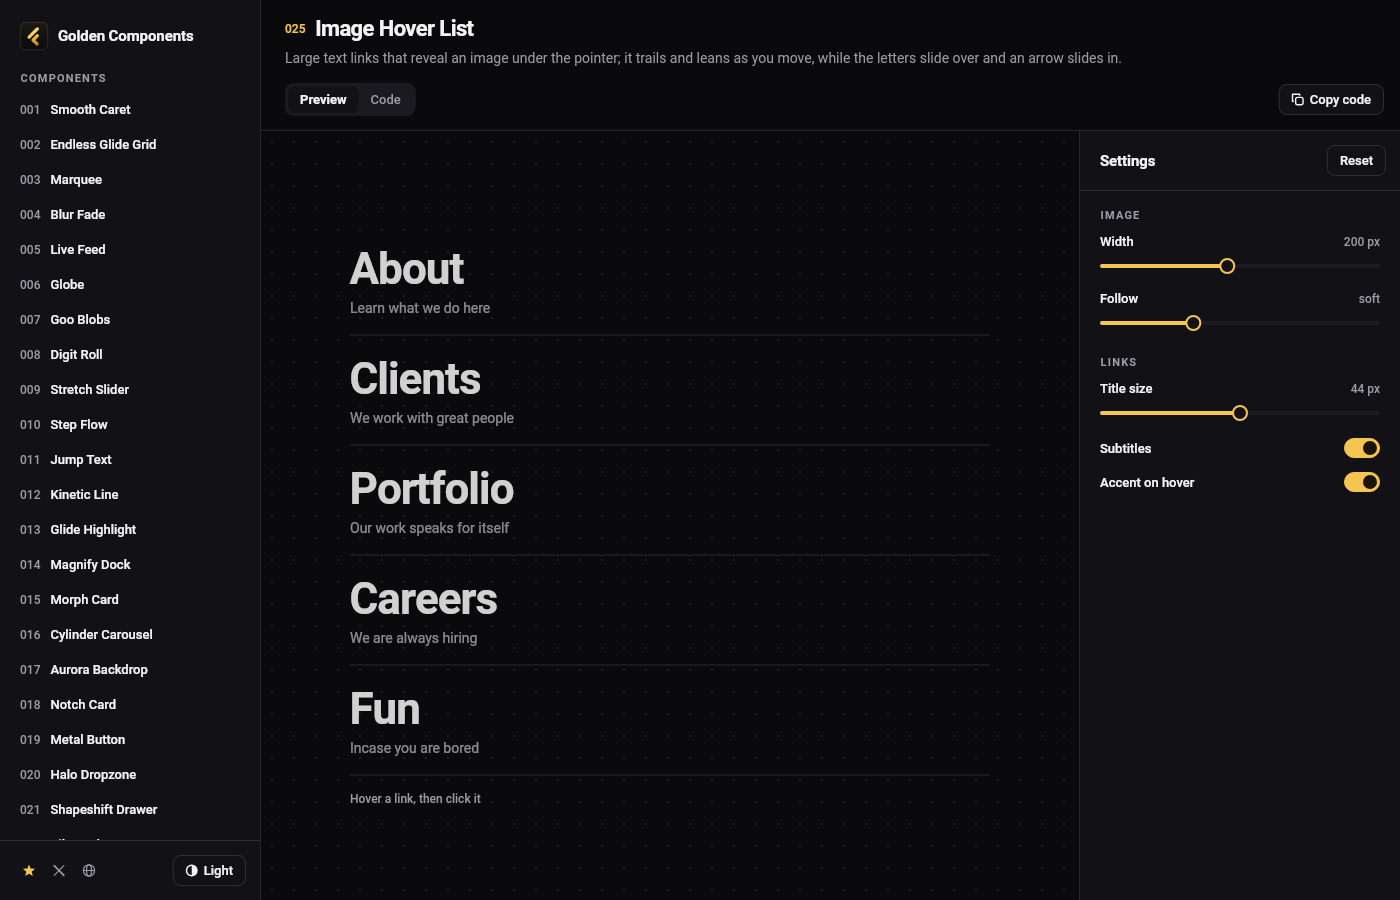 Golden Components
COMPONENTS
001 Smooth Caret
002 Endless Glide Grid
003 Marquee
004 Blur Fade
005 Live Feed
006 Globe
007 Goo Blobs
008 Digit Roll
009 Stretch Slider
010 Step Flow
011 Jump Text
012 Kinetic Line
013 Glide Highlight
014 Magnify Dock
015 Morph Card
016 Cylinder Carousel
017 Aurora Backdrop
018 Notch Card
019 Metal Button
020 Halo Dropzone
021 Shapeshift Drawer
Light
025 Image Hover List
Large text links that reveal an image under the pointer; it trails and leans as you move, while the letters slide over and an arrow slides in.
Preview Code
Copy code
About
Learn what we do here
Clients
We work with great people
Portfolio
Our work speaks for itself
Careers
We are always hiring
Fun
Incase you are bored
Hover a link, then click it
Settings
Reset
IMAGE
Width 200 px
Follow soft
LINKS
Title size 44 px
Subtitles
Accent on hover